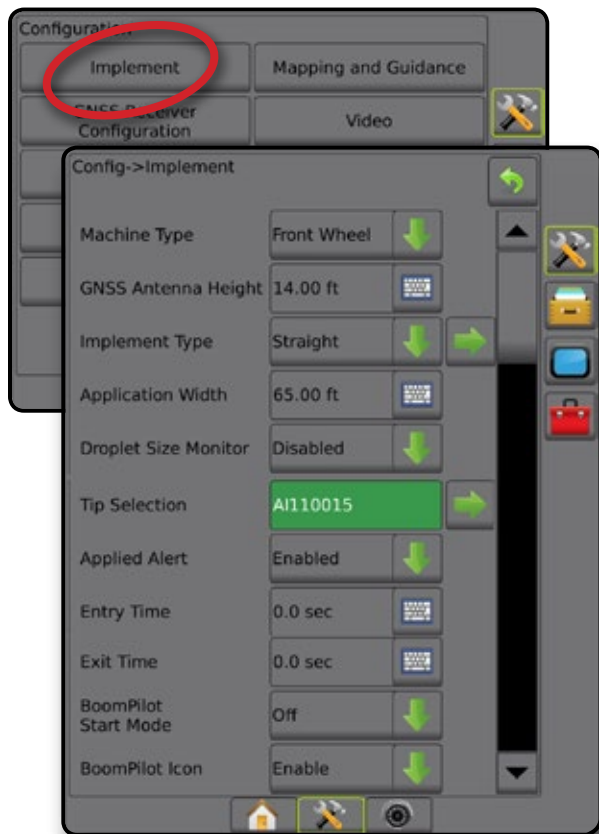 Configuration
Implement
Mapping and Guidance
GNSS Receiver
Configuration
Video
Config->Implement
Machine Type
Front Wheel
GNSS Antenna Height
14.00 ft
Implement Type
Straight
Application Width
65.00 ft
Droplet Size Monitor
Disabled
Tip Selection
AI110015
Applied Alert
Enabled
Entry Time
0.0 sec
Exit Time
0.0 sec
BoomPilot
Start Mode
Off
BoomPilot Icon
Enable